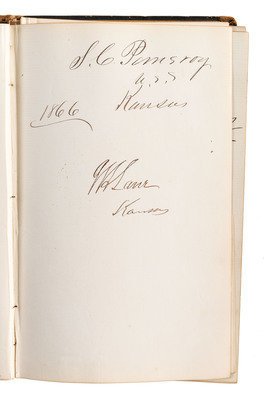 S. C. Pomeroy
U.S.S
Kansas
1866
J H Lane
Kansas